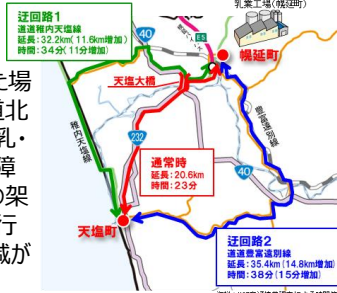 迂回路1
道道稚内天塩線
延長:32.2km(11.6km増加)
時間:34分(11分増加)
乳業工場(幌延町)
幌延町
天塩大橋
40
豊富遠別線
稚内天塩線
232
通常時
延長:20.6km
時間:23分
40
天塩町
迂回路2
道道豊富遠別線
延長:35.4km(14.8km増加)
時間:38分(15分増加)
た場
道北
乳・
障
の架
行
減が